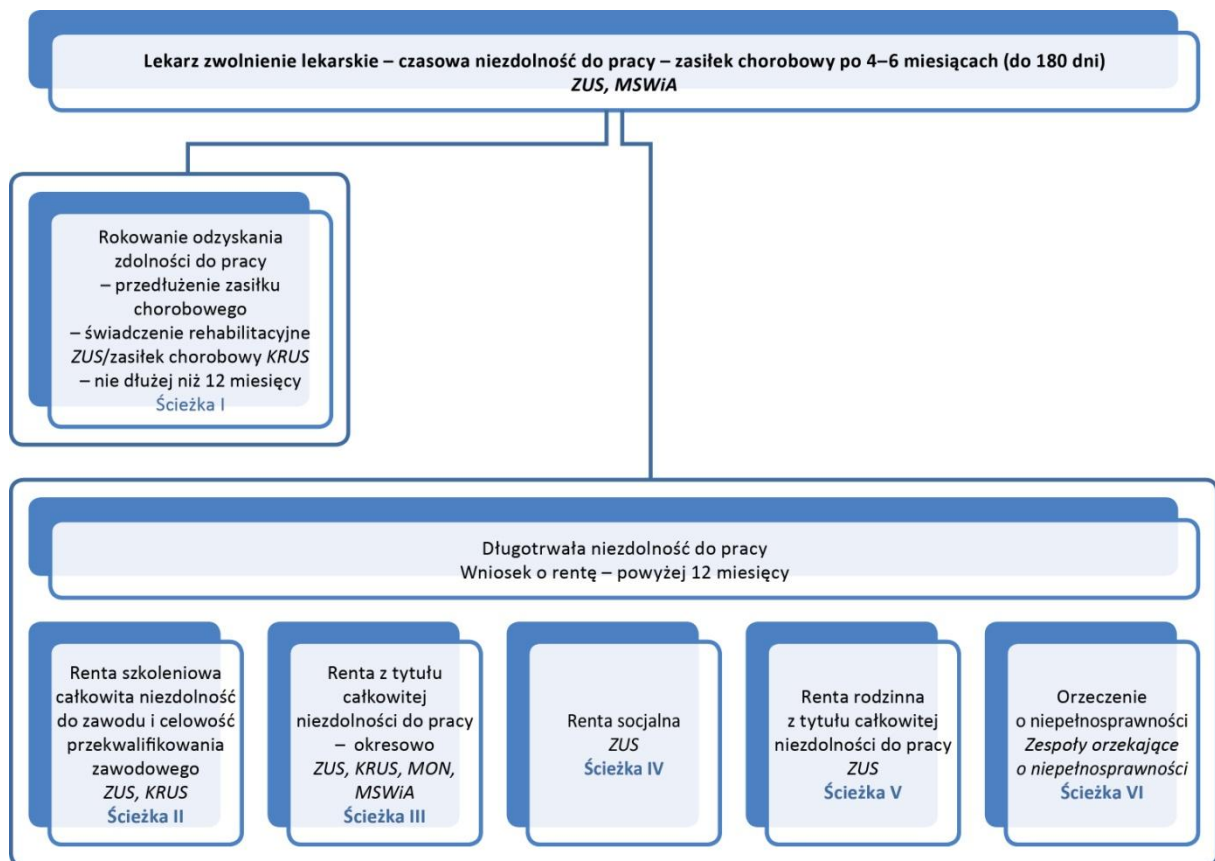 Lekarz zwolnienie lekarskie – czasowa niezdolność do pracy – zasiłek chorobowy po 4–6 miesiącach (do 180 dni)
ZUS, MSWiA
Rokowanie odzyskania
zdolności do pracy
– przedłużenie zasiłku
chorobowego
– świadczenie rehabilitacyjne
ZUS/zasiłek chorobowy KRUS
– nie dłużej niż 12 miesięcy
Ścieżka I
Długotrwała niezdolność do pracy
Wniosek o rentę – powyżej 12 miesięcy
Renta szkoleniowa
całkowita niezdolność
do zawodu i celowość
przekwalifikowania
zawodowego
ZUS, KRUS
Ścieżka II
Renta z tytułu
całkowitej
niezdolności do pracy
– okresowo
ZUS, KRUS, MON,
MSWiA
Ścieżka III
Renta socjalna
ZUS
Ścieżka IV
Renta rodzinna
z tytułu całkowitej
niezdolności do pracy
ZUS
Ścieżka V
Orzeczenie
o niepełnosprawności
Zespoły orzekające
o niepełnosprawności
Ścieżka VI